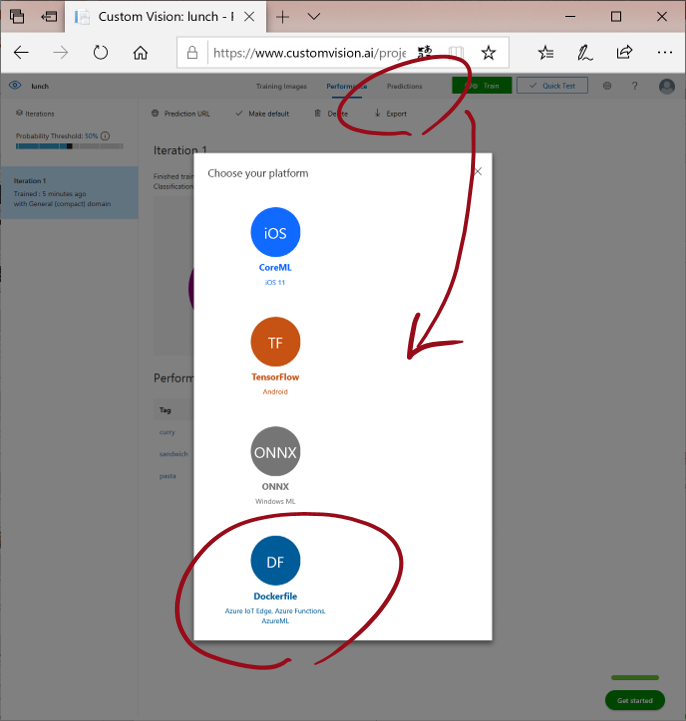 Custom Vision: lunch - F
https://www.customvision.ai/proje
lunch
Training Images
Performance
Predictions
Train
Quick Test
?
Iterations
Prediction URL
Make default
Delete
Export
Probability Threshold: 50%
Iteration 1
Trained : 5 minutes ago
with General (compact) domain
Iteration 1
Finished trai
Classification
Choose your platform
iOS
CoreML
iOS 11
TF
TensorFlow
Android
ONNX
ONNX
Windows ML
DF
Dockerfile
Azure IoT Edge, Azure Functions,
AzureML
Perform
Tag
curry
sandwich
pasta
Get started